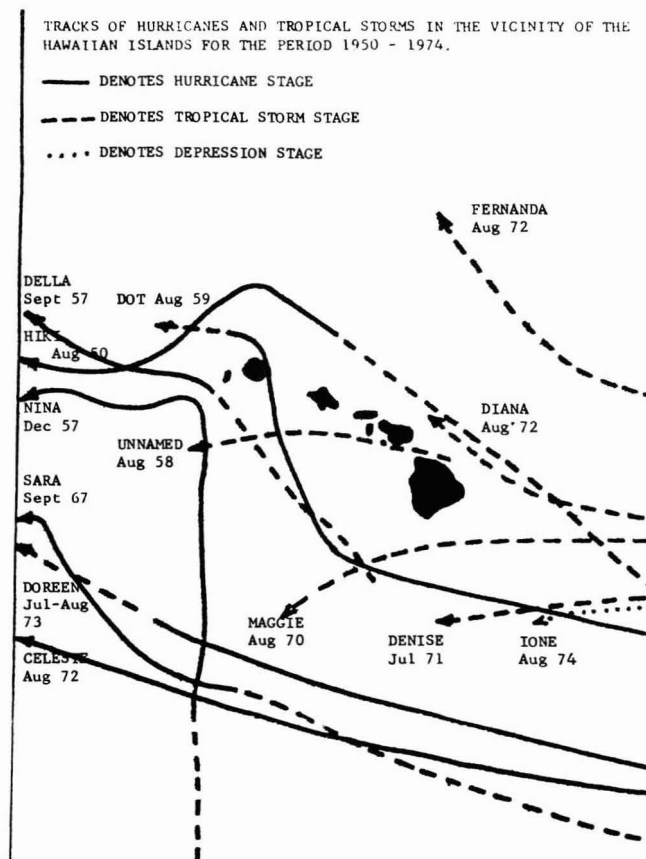 TRACKS OF HURRICANES AND TROPICAL STORMS IN THE VICINITY OF THE
HAWAIIAN ISLANDS FOR THE PERIOD 1950 - 1974.
DENOTES HURRICANE STAGE
DENOTES TROPICAL STORM STAGE
DENOTES DEPRESSION STAGE
FERNANDA
Aug 72
DELLA
Sept 57
DOT Aug 59
HIKI
Aug 50
NINA
Dec 57
DIANA
Aug 72
UNNAMED
Aug 58
SARA
Sept 67
DOREEN
Jul-Aug
73
MAGGIE
Aug 70
DENISE
Jul 71
IONE
Aug 74
CELESTE
Aug 72